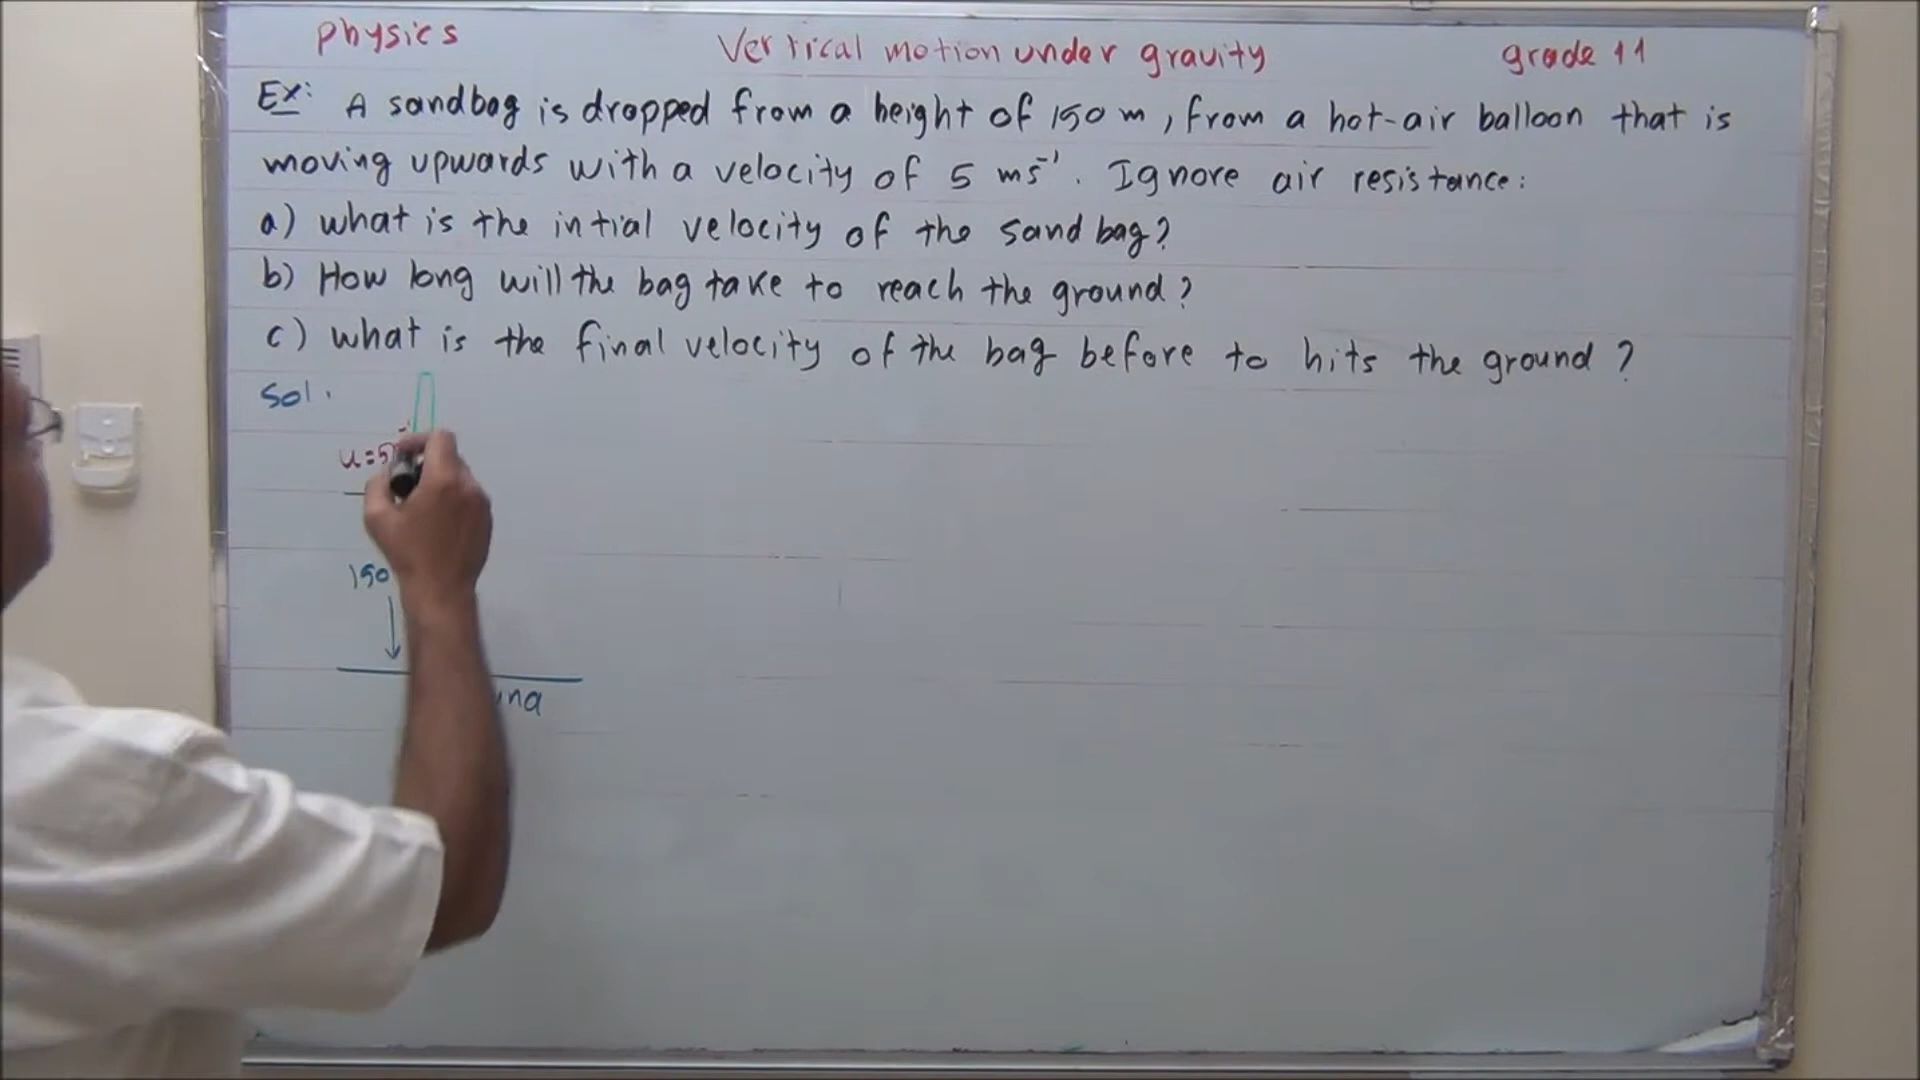 physics
Vertical motion under gravity
grade 11
Ex: A sandbag is dropped from a height of 150 m, from a hot-air balloon that is
moving upwards with a velocity of 5 ms⁻¹. Ignore air resistance:
a) what is the intial velocity of the sand bag?
b) How long will the bag take to reach the ground?
c) what is the final velocity of the bag before to hits the ground?
Sol.
u=5
150